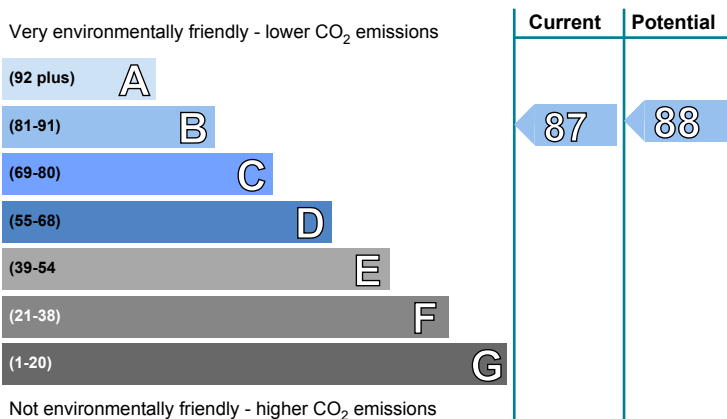 Very environmentally friendly - lower CO2 emissions
Current
Potential
(92 plus) A
(81-91) B
87
88
(69-80) C
(55-68) D
(39-54 E
(21-38) F
(1-20) G
Not environmentally friendly - higher CO2 emissions